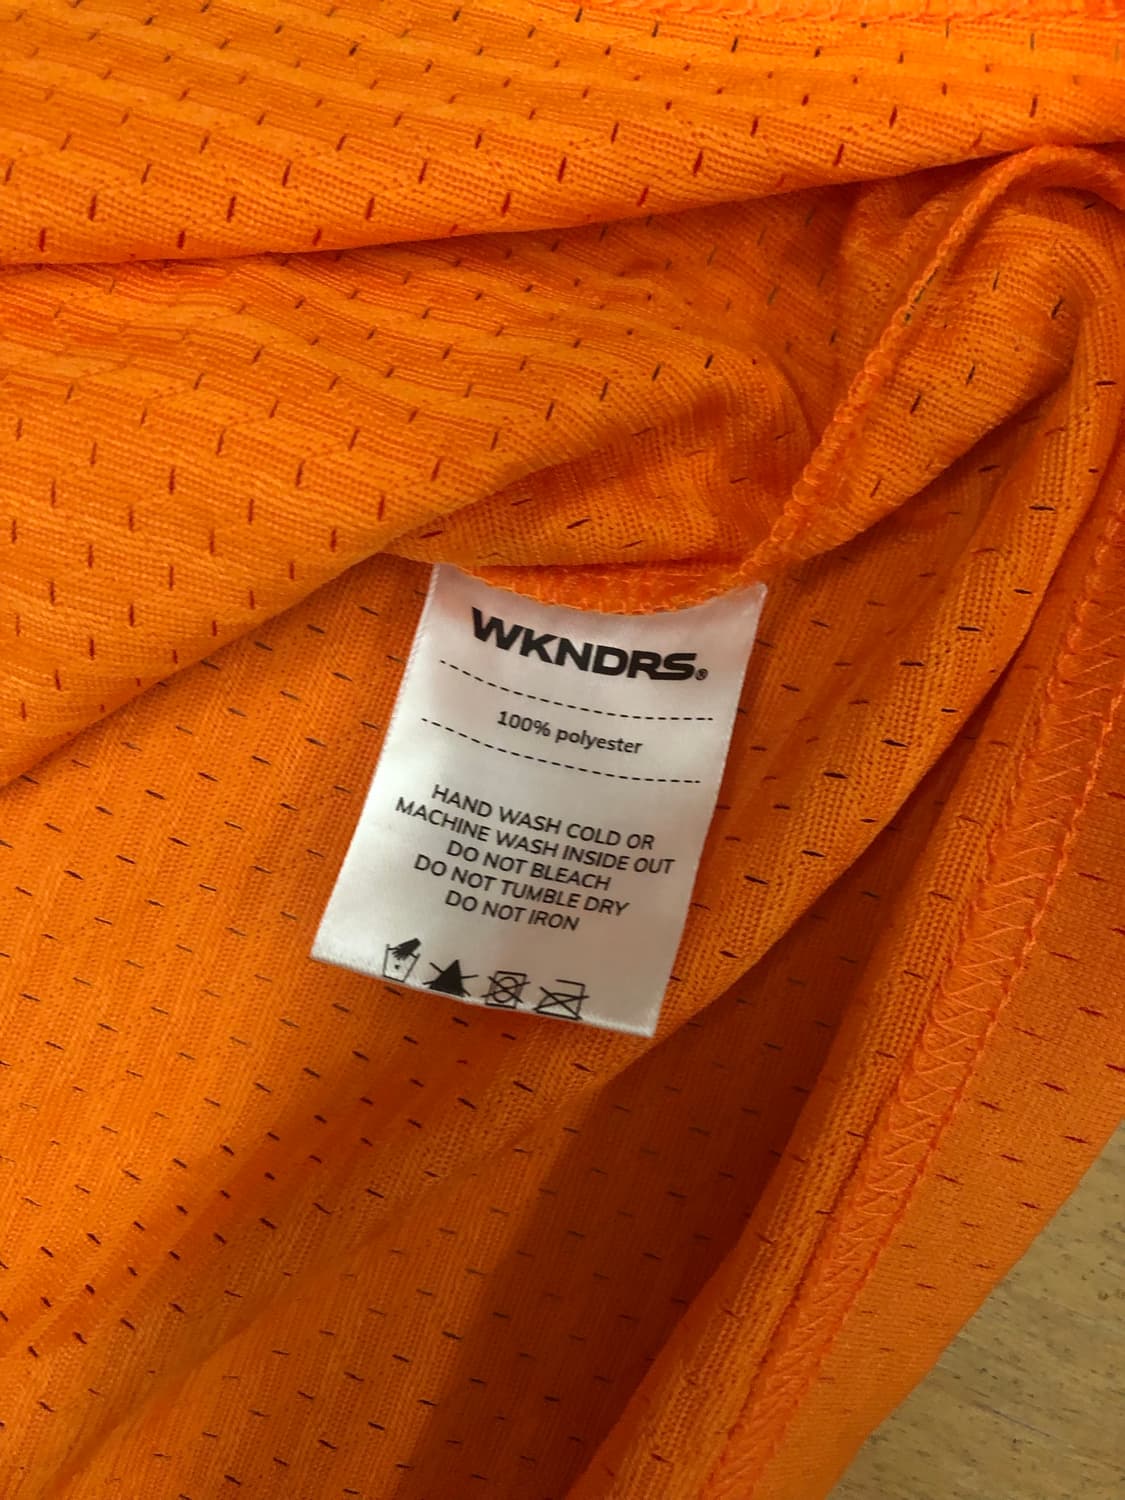 WKNDRS®
100% polyester
HAND WASH COLD OR
MACHINE WASH INSIDE OUT
DO NOT BLEACH
DO NOT TUMBLE DRY
DO NOT IRON